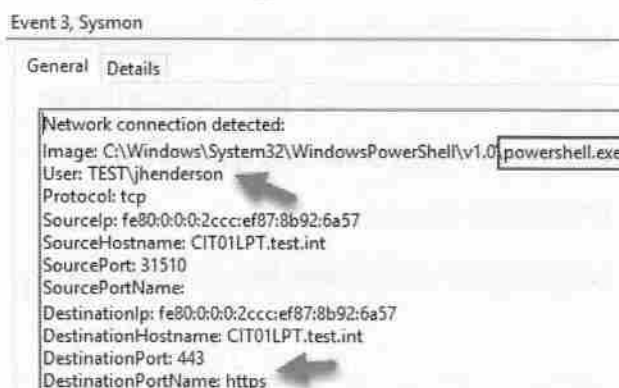 Event 3, Sysmon
General Details
Network connection detected:
Image: C:\Windows\System32\WindowsPowerShell\v1.0\powershell.exe
User: TEST\jhenderson
Protocol: tcp
SourceIp: fe80:0:0:0:2ccc:ef87:8b92:6a57
SourceHostname: CIT01LPT.test.int
SourcePort: 31510
SourcePortName:
DestinationIp: fe80:0:0:0:2ccc:ef87:8b92:6a57
DestinationHostname: CIT01LPT.test.int
DestinationPort: 443
DestinationPortName: https